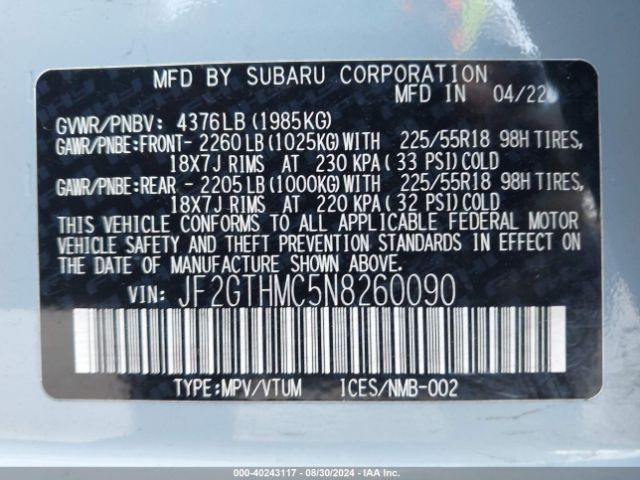 MFD BY SUBARU CORPORATION
MFD IN 04/22
GVWR/PNBV: 4376LB (1985KG)
GAWR/PNBE:FRONT- 2260 LB (1025KG)WITH 225/55R18 98H TIRES,
18X7J RIMS AT 230 KPA ( 33 PSI) COLD
GAWR/PNBE:REAR - 2205 LB (1000KG)WITH 225/55R18 98H TIRES,
18X7J RIMS AT 220 KPA ( 32 PSI) COLD
THIS VEHICLE CONFORMS TO ALL APPLICABLE FEDERAL MOTOR
VEHICLE SAFETY AND THEFT PREVENTION STANDARDS IN EFFECT ON
THE DATE OF MANUFACTURE SHOWN ABOVE.
VIN: JF2GTHMC5N8260090
TYPE:MPV/VTUM ICES/NMB-002
000-40243117 - 08/30/2024 - IAA Confidential